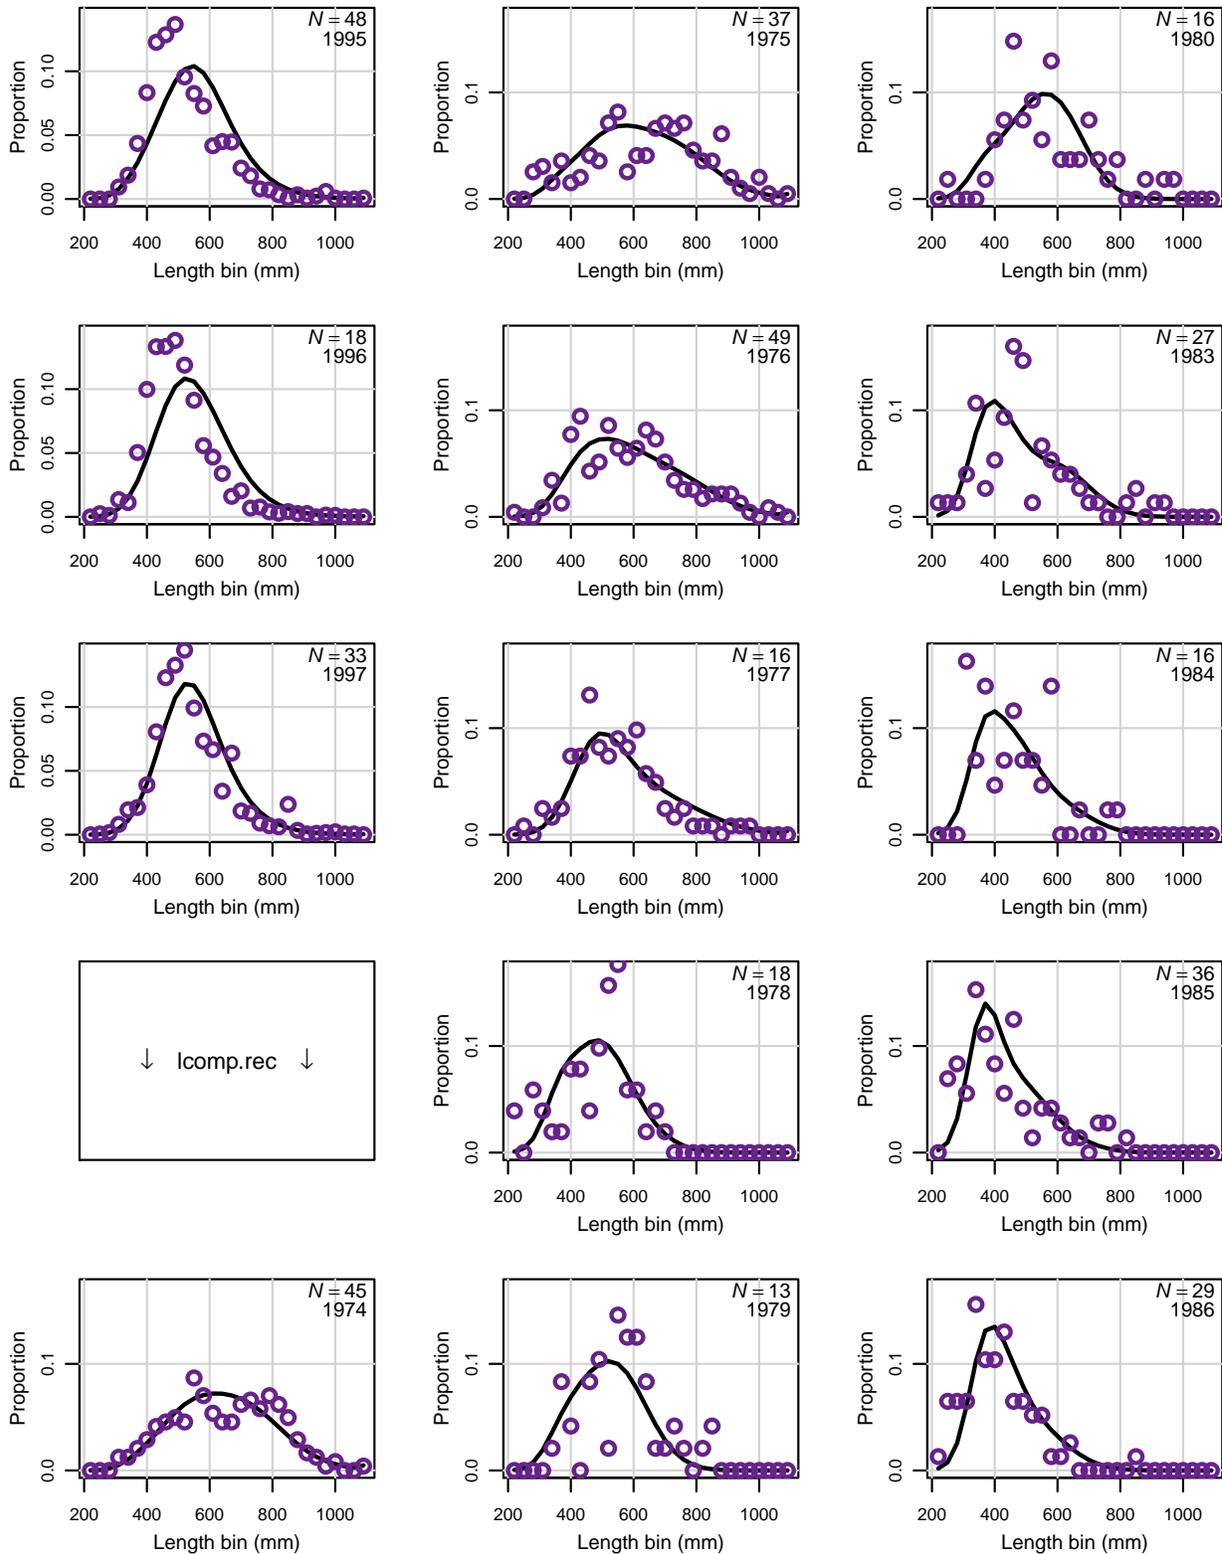 N = 48
1995
Proportion
0.00 0.05 0.10
200 400 600 800 1000
Length bin (mm)
N = 18
1996
Proportion
0.00 0.05 0.10
200 400 600 800 1000
Length bin (mm)
N = 33
1997
Proportion
0.00 0.05 0.10
200 400 600 800 1000
Length bin (mm)
↓ lcomp.rec ↓
N = 45
1974
Proportion
0.0 0.1
200 400 600 800 1000
Length bin (mm)
N = 37
1975
Proportion
0.0 0.1
200 400 600 800 1000
Length bin (mm)
N = 49
1976
Proportion
0.0 0.1
200 400 600 800 1000
Length bin (mm)
N = 16
1977
Proportion
0.0 0.1
200 400 600 800 1000
Length bin (mm)
N = 18
1978
Proportion
0.0 0.1
200 400 600 800 1000
Length bin (mm)
N = 13
1979
Proportion
0.0 0.1
200 400 600 800 1000
Length bin (mm)
N = 16
1980
Proportion
0.0 0.1
200 400 600 800 1000
Length bin (mm)
N = 27
1983
Proportion
0.0 0.1
200 400 600 800 1000
Length bin (mm)
N = 16
1984
Proportion
0.0 0.1
200 400 600 800 1000
Length bin (mm)
N = 36
1985
Proportion
0.0 0.1
200 400 600 800 1000
Length bin (mm)
N = 29
1986
Proportion
0.0 0.1
200 400 600 800 1000
Length bin (mm)